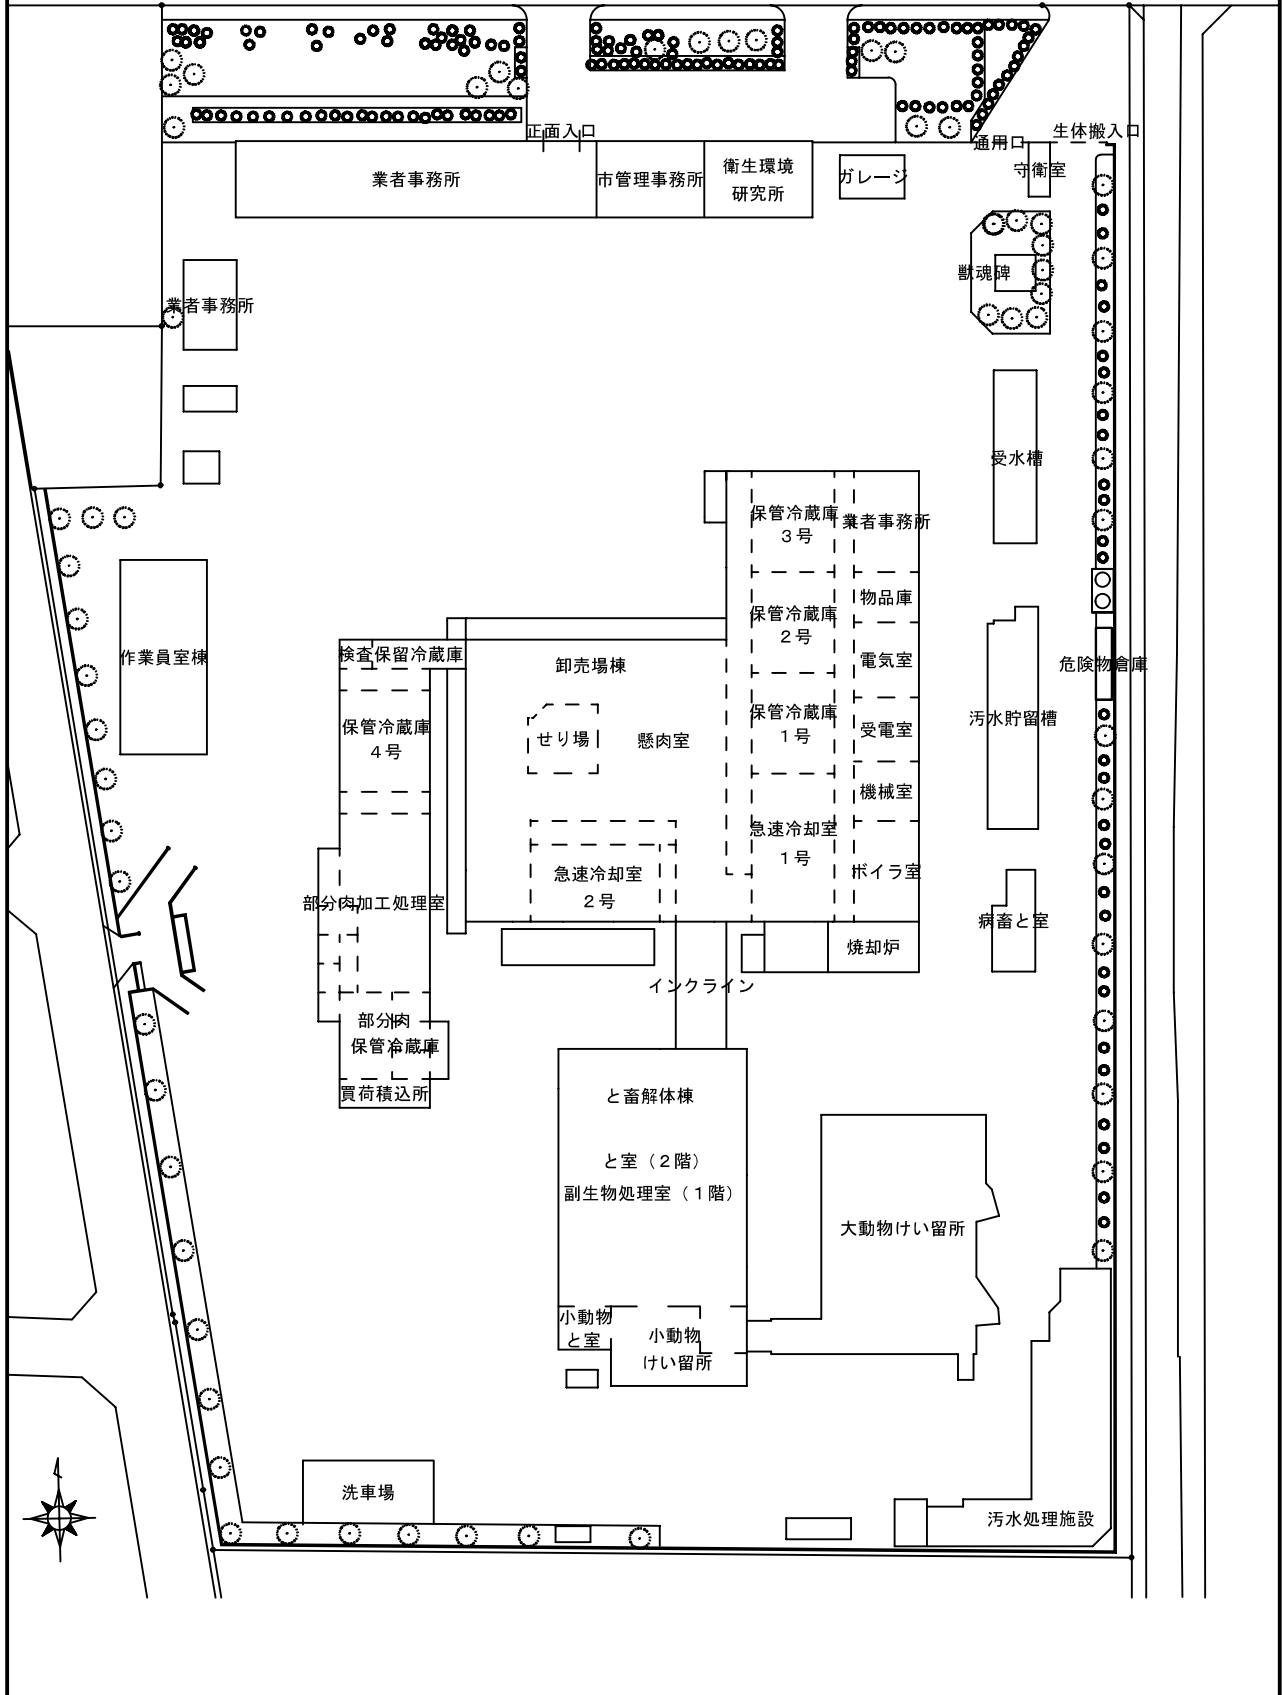 正面入口
通用口
生体搬入口
業者事務所
市管理事務所
衛生環境
研究所
ガレージ
守衛室
獣魂碑
業者事務所
受水槽
保管冷蔵庫
3号
業者事務所
物品庫
保管冷蔵庫
2号
作業員室棟
検査保留冷蔵庫
卸売場棟
電気室
危険物倉庫
保管冷蔵庫
4号
せり場
懸肉室
保管冷蔵庫
1号
受電室
汚水貯留槽
機械室
急速冷却室
1号
急速冷却室
2号
ボイラ室
部分肉加工処理室
病畜と室
焼却炉
インクライン
部分肉
保管冷蔵庫
買荷積込所
と畜解体棟
と室(2階)
副生物処理室(1階)
大動物けい留所
小動物
と室
小動物
けい留所
洗車場
汚水処理施設